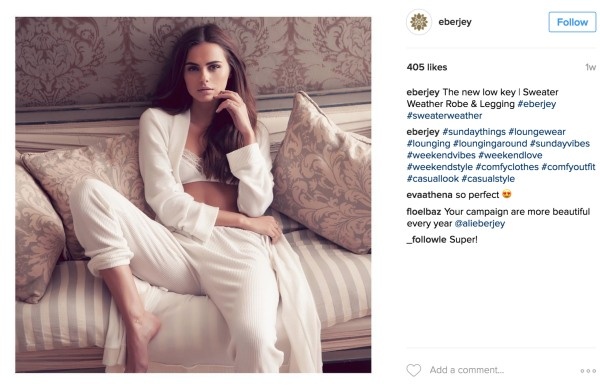 eberjey
Follow
405 likes
1w
eberjey The new low key | Sweater
Weather Robe & Legging #eberjey
#sweaterweather
eberjey #sundaythings #loungewear
#lounging #loungingaround #sundayvibes
#weekendvibes #weekendlove
#weekendstyle #comfyclothes #comfyoutfit
#casuallook #casualstyle
evaathena so perfect 😍
floelbaz Your campaign are more beautiful
every year @alieberjey
_followle Super!
Add a comment...